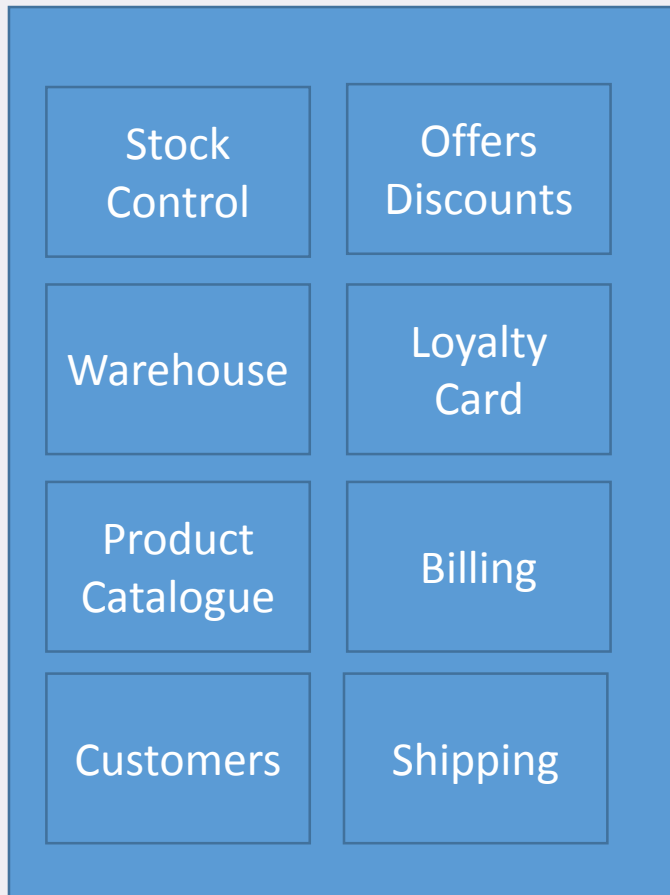 Stock
Control
Offers
Discounts
Warehouse
Loyalty
Card
Product
Catalogue
Billing
Customers
Shipping